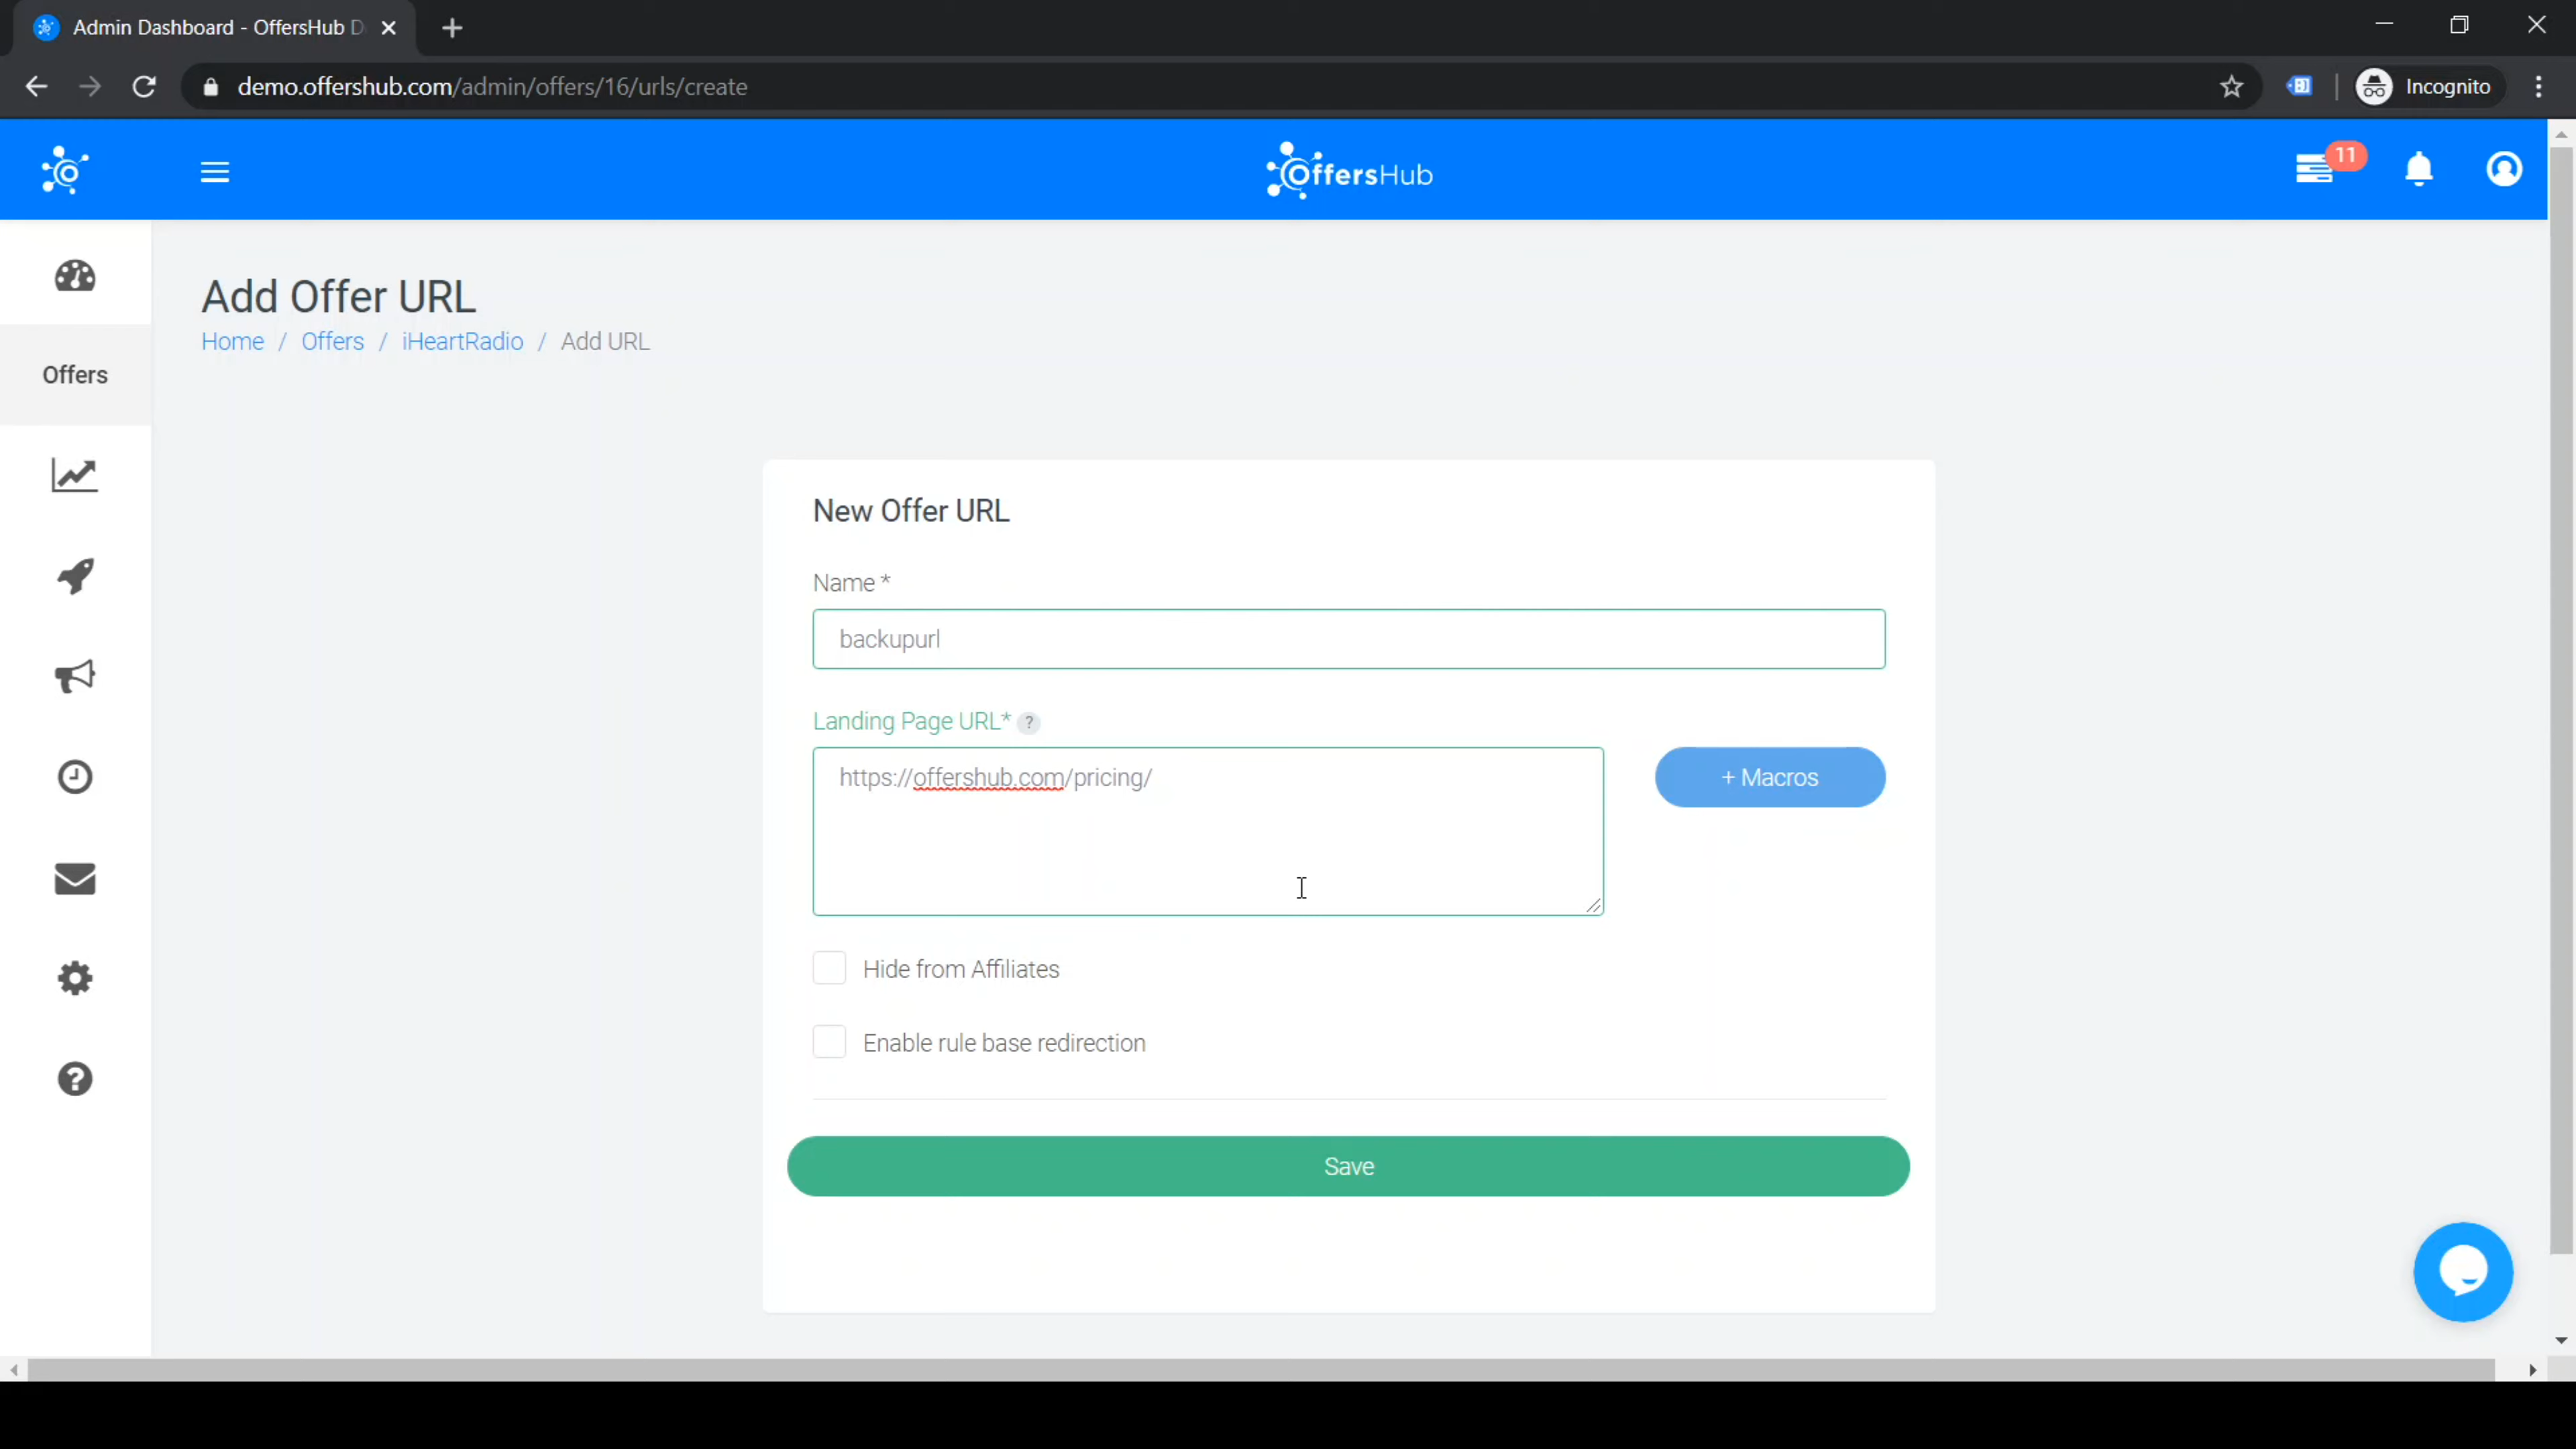 Admin Dashboard - OffersHub D
demo.offershub.com/admin/offers/16/urls/create
Incognito
OffersHub
11
Add Offer URL
Home / Offers / iHeartRadio / Add URL
Offers
New Offer URL
Name *
backupurl
Landing Page URL* ?
https://offershub.com/pricing/
+ Macros
Hide from Affiliates
Enable rule base redirection
Save